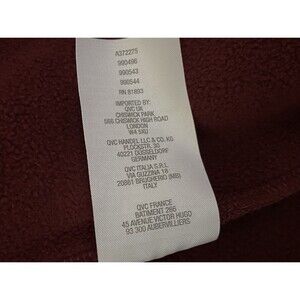 A372275
990496
990543
990544
RN 81893
IMPORTED BY:
QVC UK
CHISWICK PARK
566 CHISWICK HIGH ROAD
LONDON
W4 5XU
QVC HANDEL LLC & CO. KG
PLOCKSTR. 30
40221 DÜSSELDORF
GERMANY
QVC ITALIA S.R.L
VIA GUZZINA 18
20861 BRUGHERIO (MB)
ITALY
QVC FRANCE
BATIMENT 266
45 AVENUE VICTOR HUGO
93 300 AUBERVILLIERS